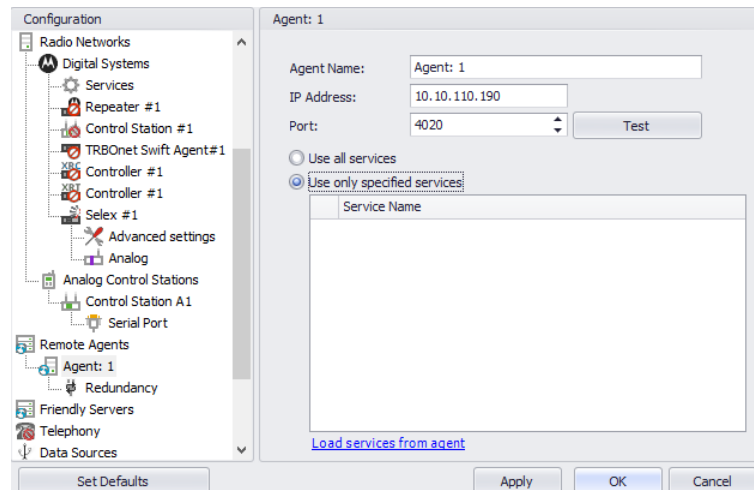 Configuration
Radio Networks
Digital Systems
Services
Repeater #1
Control Station #1
TRBOnet Swift Agent#1
XRC Controller #1
XRT Controller #1
Selex #1
Advanced settings
Analog
Analog Control Stations
Control Station A1
Serial Port
Remote Agents
Agent: 1
Redundancy
Friendly Servers
Telephony
Data Sources
Set Defaults
Agent: 1
Agent Name: Agent: 1
IP Address: 10.10.110.190
Port: 4020 Test
Use all services
Use only specified services
Service Name
Load services from agent
Apply OK Cancel